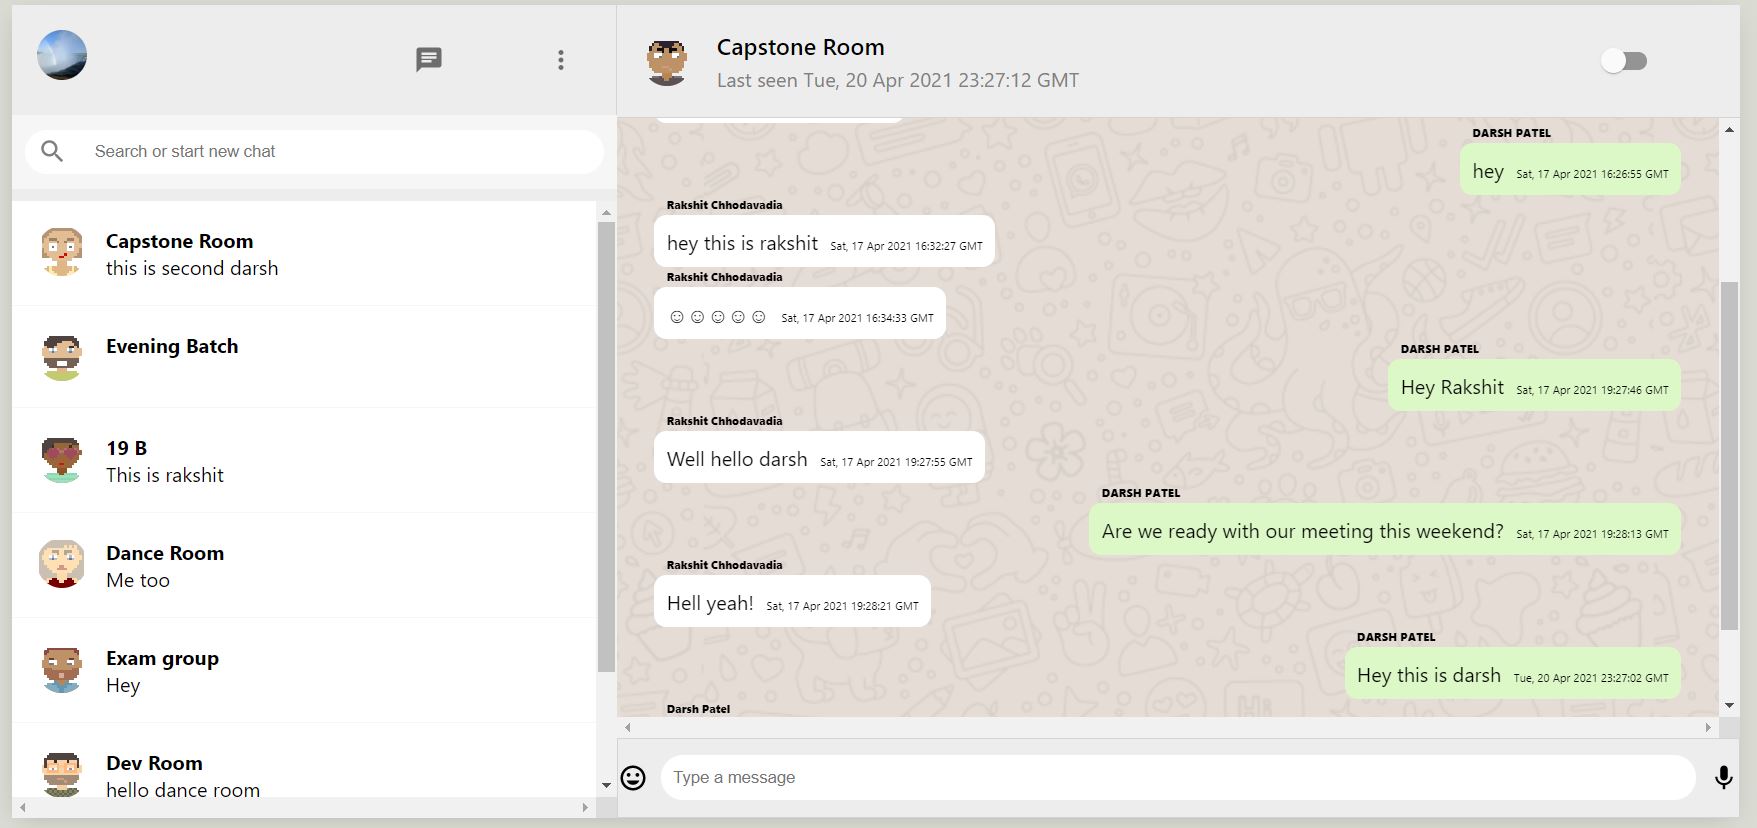 Search or start new chat
Capstone Room
this is second darsh
Evening Batch
19 B
This is rakshit
Dance Room
Me too
Exam group
Hey
Dev Room
hello dance room
Capstone Room
Last seen Tue, 20 Apr 2021 23:27:12 GMT
DARSH PATEL
hey Sat, 17 Apr 2021 16:26:55 GMT
Rakshit Chhodavadia
hey this is rakshit Sat, 17 Apr 2021 16:32:27 GMT
Rakshit Chhodavadia
☺☺☺☺☺ Sat, 17 Apr 2021 16:34:33 GMT
DARSH PATEL
Hey Rakshit Sat, 17 Apr 2021 19:27:46 GMT
Rakshit Chhodavadia
Well hello darsh Sat, 17 Apr 2021 19:27:55 GMT
DARSH PATEL
Are we ready with our meeting this weekend? Sat, 17 Apr 2021 19:28:13 GMT
Rakshit Chhodavadia
Hell yeah! Sat, 17 Apr 2021 19:28:21 GMT
DARSH PATEL
Hey this is darsh Tue, 20 Apr 2021 23:27:02 GMT
Darsh Patel
Type a message